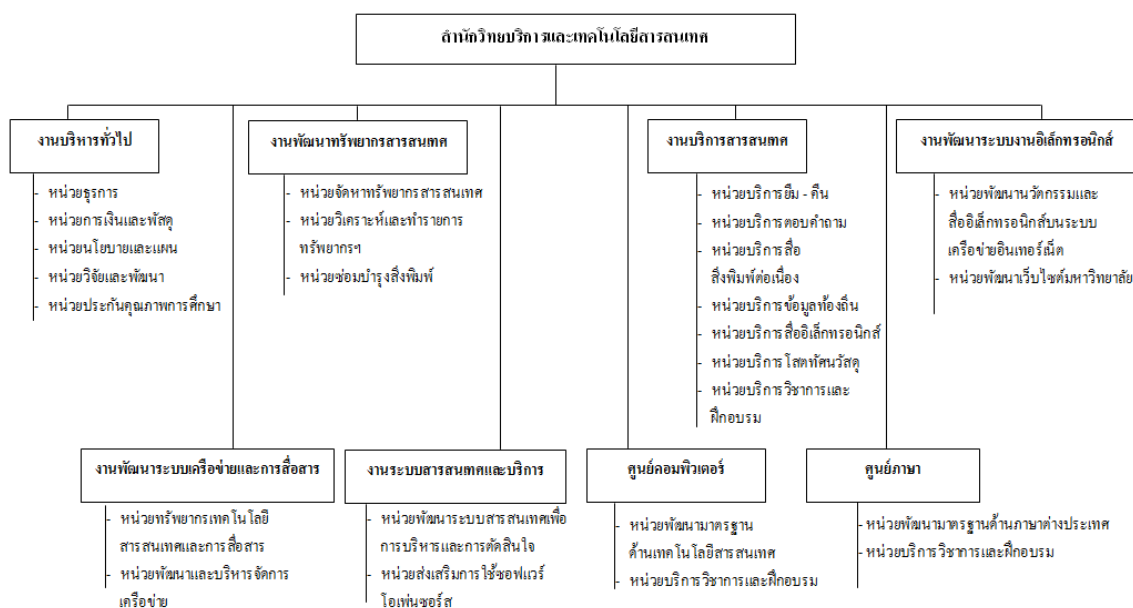 สำนักวิทยบริการและเทคโนโลยีสารสนเทศ
งานบริหารทั่วไป
- หน่วยธุรการ
- หน่วยการเงินและพัสดุ
- หน่วยนโยบายและแผน
- หน่วยวิจัยและพัฒนา
- หน่วยประกันคุณภาพการศึกษา
งานพัฒนาทรัพยากรสารสนเทศ
- หน่วยจัดหาทรัพยากรสารสนเทศ
- หน่วยวิเคราะห์และทำรายการ
ทรัพยากรฯ
- หน่วยซ่อมบำรุงสิ่งพิมพ์
งานบริการสารสนเทศ
- หน่วยบริการยืม - คืน
- หน่วยบริการตอบคำถาม
- หน่วยบริการสื่อ
สิ่งพิมพ์ต่อเนื่อง
- หน่วยบริการข้อมูลท้องถิ่น
- หน่วยบริการสื่ออิเล็กทรอนิกส์
- หน่วยบริการโสตทัศนวัสดุ
- หน่วยบริการวิชาการและ
ฝึกอบรม
งานพัฒนาระบบงานอิเล็กทรอนิกส์
- หน่วยพัฒนานวัตกรรมและ
สื่ออิเล็กทรอนิกส์บนระบบ
เครือข่ายอินเทอร์เน็ต
- หน่วยพัฒนาเว็บไซต์มหาวิทยาลัย
งานพัฒนาระบบเครือข่ายและการสื่อสาร
- หน่วยทรัพยากรเทคโนโลยี
สารสนเทศและการสื่อสาร
- หน่วยพัฒนาและบริหารจัดการ
เครือข่าย
งานระบบสารสนเทศและบริการ
- หน่วยพัฒนาระบบสารสนเทศเพื่อ
การบริหารและการตัดสินใจ
- หน่วยส่งเสริมการใช้ซอฟแวร์
โอเพ่นซอร์ส
ศูนย์คอมพิวเตอร์
- หน่วยพัฒนามาตรฐาน
ด้านเทคโนโลยีสารสนเทศ
- หน่วยบริการวิชาการและฝึกอบรม
ศูนย์ภาษา
- หน่วยพัฒนามาตรฐานด้านภาษาต่างประเทศ
- หน่วยบริการวิชาการและฝึกอบรม